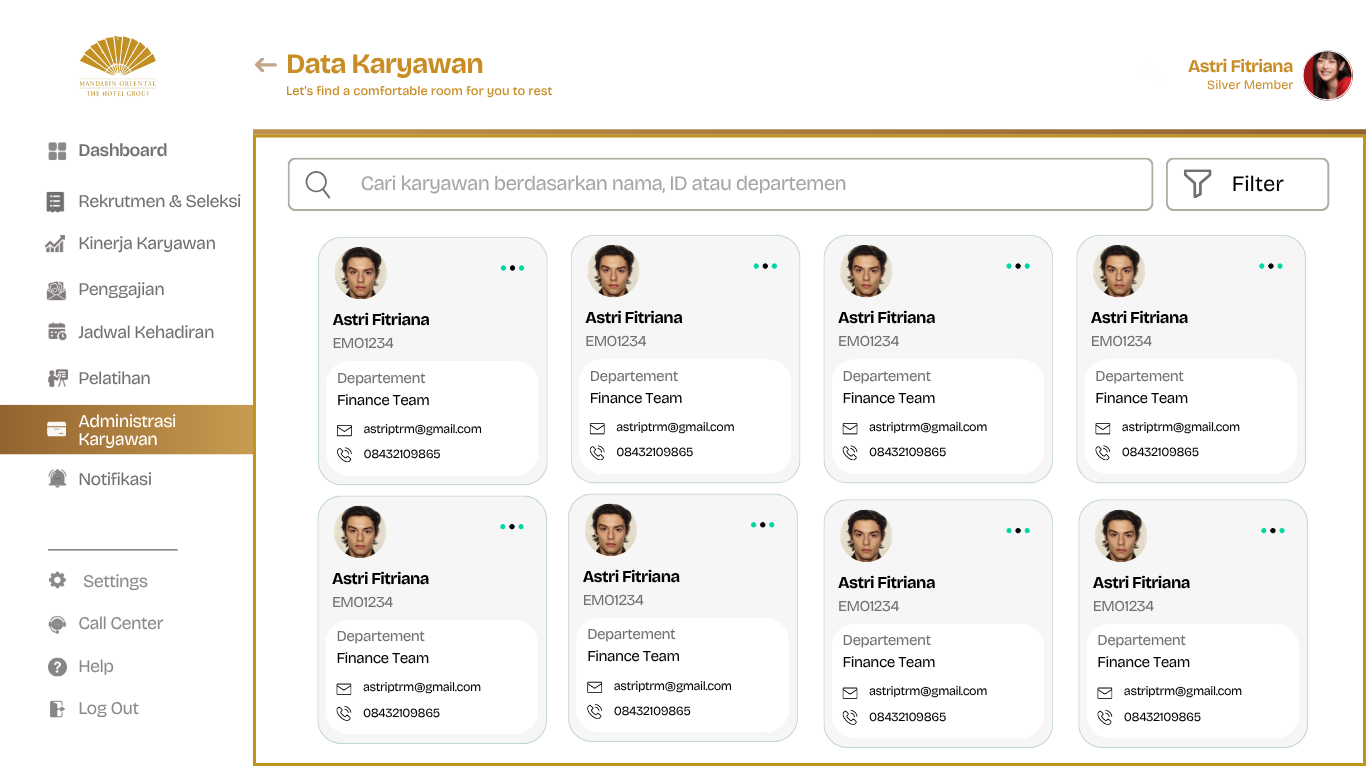 MANDARIN ORIENTAL
THE HOTEL GROUP
Data Karyawan
Let's find a comfortable room for you to rest
Astri Fitriana
Silver Member
Dashboard
Rekrutmen & Seleksi
Kinerja Karyawan
Penggajian
Jadwal Kehadiran
Pelatihan
Administrasi
Karyawan
Notifikasi
Settings
Call Center
Help
Log Out
Cari karyawan berdasarkan nama, ID atau departemen
Filter
Astri Fitriana
EMO1234
Departement
Finance Team
astriptrm@gmail.com
08432109865
Astri Fitriana
EMO1234
Departement
Finance Team
astriptrm@gmail.com
08432109865
Astri Fitriana
EMO1234
Departement
Finance Team
astriptrm@gmail.com
08432109865
Astri Fitriana
EMO1234
Departement
Finance Team
astriptrm@gmail.com
08432109865
Astri Fitriana
EMO1234
Departement
Finance Team
astriptrm@gmail.com
08432109865
Astri Fitriana
EMO1234
Departement
Finance Team
astriptrm@gmail.com
08432109865
Astri Fitriana
EMO1234
Departement
Finance Team
astriptrm@gmail.com
08432109865
Astri Fitriana
EMO1234
Departement
Finance Team
astriptrm@gmail.com
08432109865